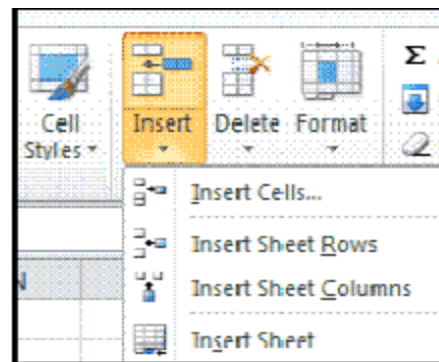 Σ
Cell
Styles
Insert
Delete
Format
Insert Cells...
Insert Sheet Rows
Insert Sheet Columns
Insert Sheet